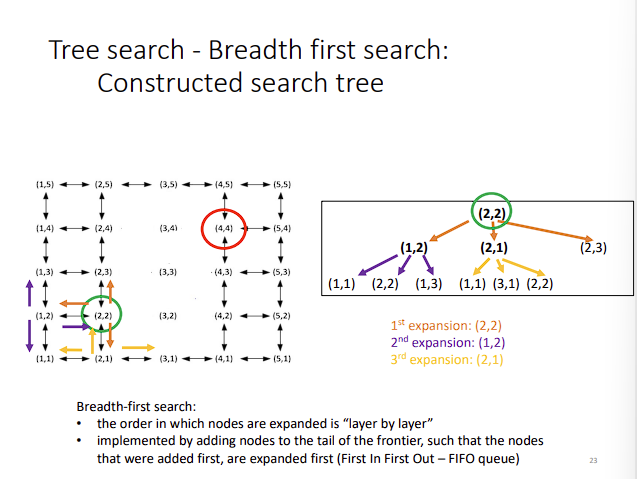 Tree search - Breadth first search:
Constructed search tree
(1,5) (2,5) (3,5) (4,5) (5,5)
(1,4) (2,4) (3,4) (4,4) (5,4)
(1,3) (2,3) (3,3) (4,3) (5,3)
(1,2) (2,2) (3,2) (4,2) (5,2)
(1,1) (2,1) (3,1) (4,1) (5,1)
(2,2)
(1,2) (2,1) (2,3)
(1,1) (2,2) (1,3) (1,1) (3,1) (2,2)
1st expansion: (2,2)
2nd expansion: (1,2)
3rd expansion: (2,1)
Breadth-first search:
• the order in which nodes are expanded is “layer by layer”
• implemented by adding nodes to the tail of the frontier, such that the nodes
that were added first, are expanded first (First In First Out – FIFO queue)
23